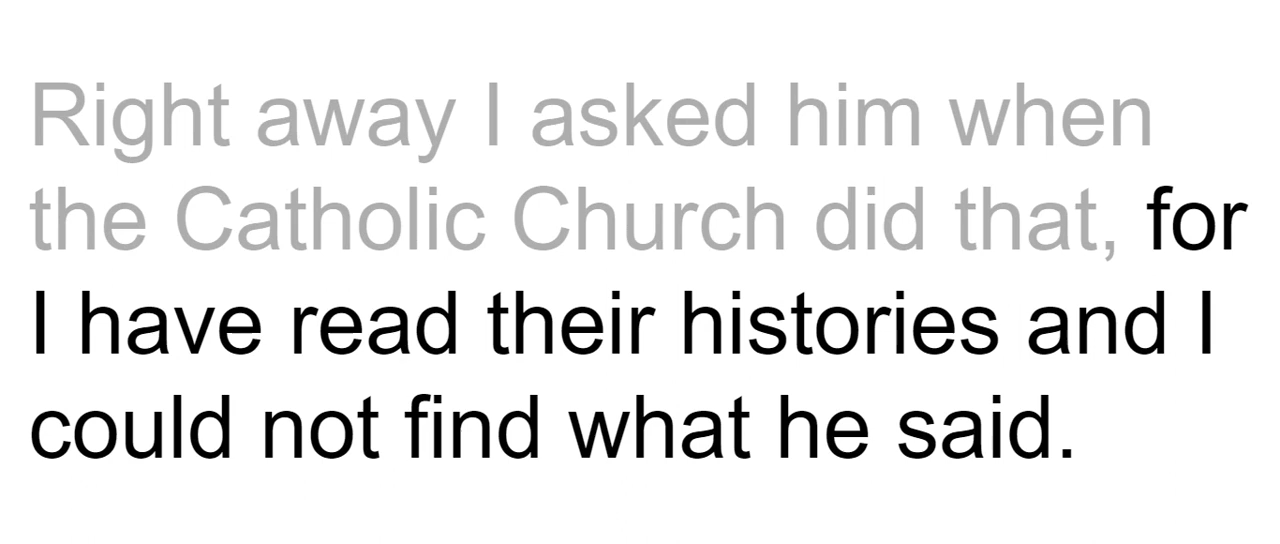 Right away I asked him when
the Catholic Church did that, for
I have read their histories and I
could not find what he said.